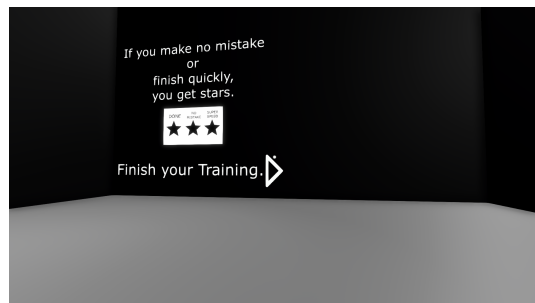 If you make no mistake
or
finish quickly,
you get stars.
DONE NO MISTAKE SUPER SPEED
Finish your Training.